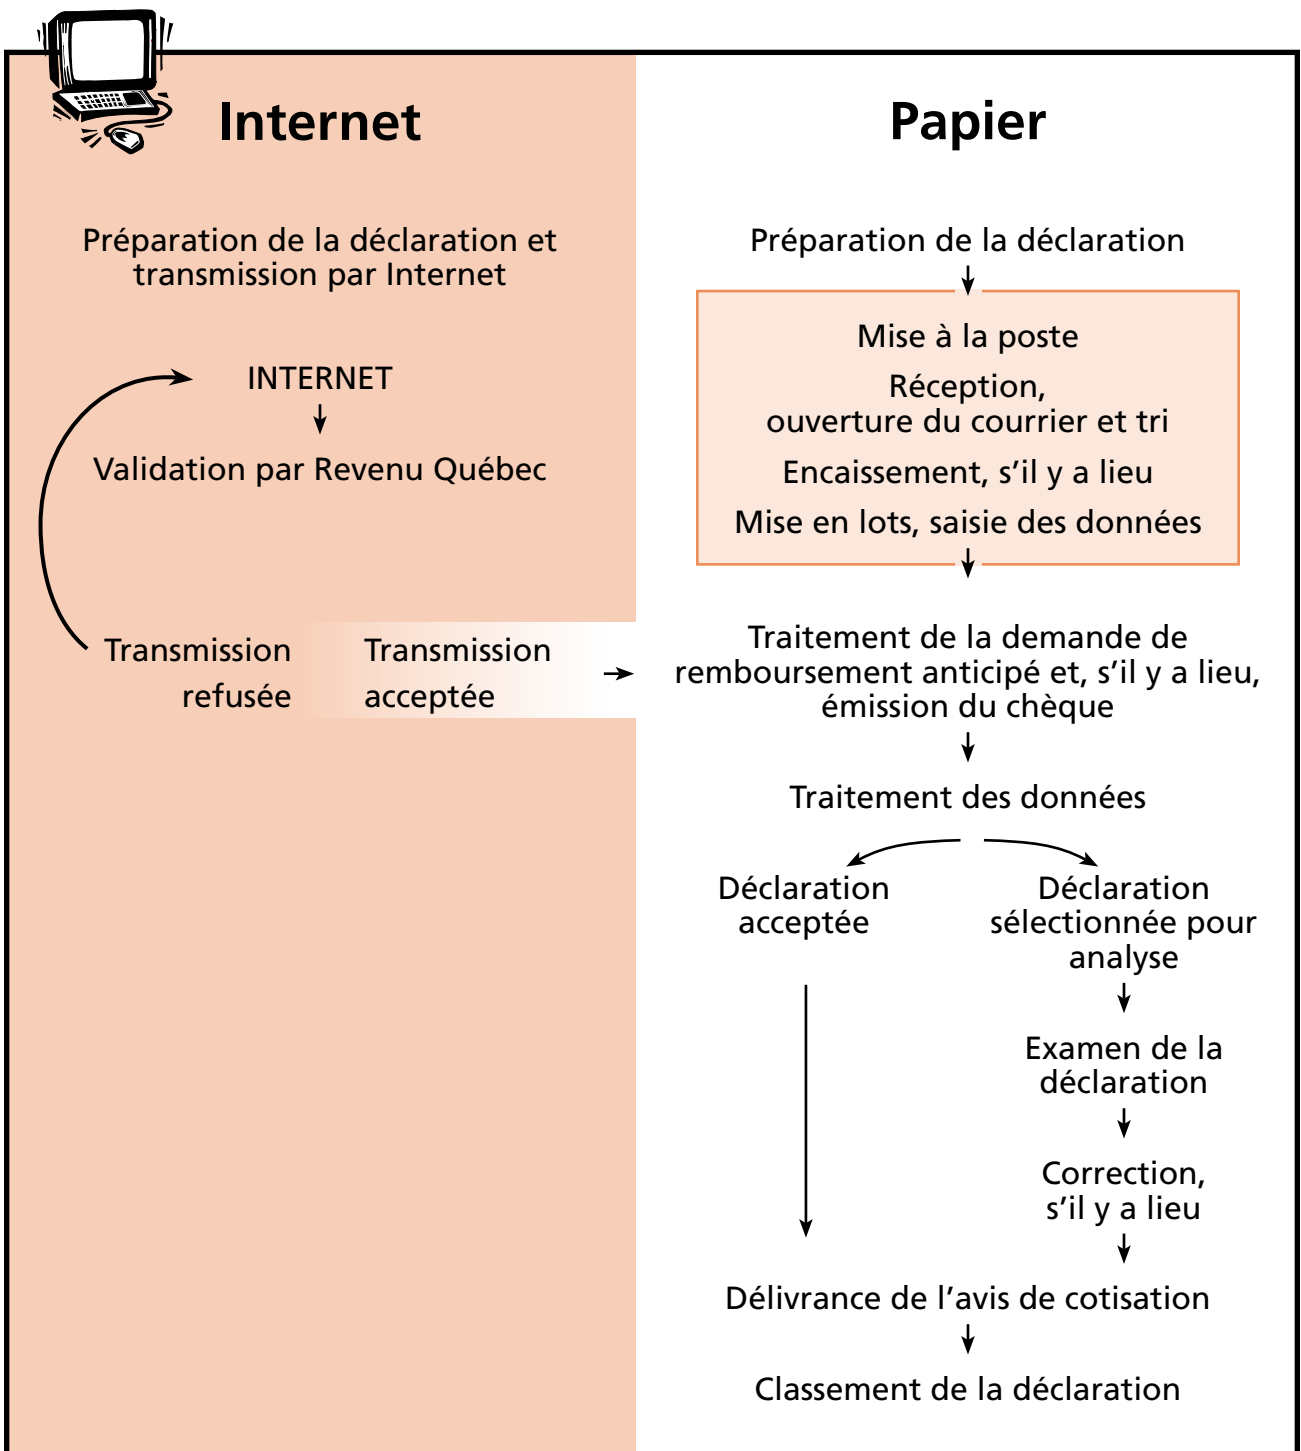 Internet
Préparation de la déclaration et
transmission par Internet
INTERNET
Validation par Revenu Québec
Transmission
refusée
Transmission
acceptée
Papier
Préparation de la déclaration
Mise à la poste
Réception,
ouverture du courrier et tri
Encaissement, s’il y a lieu
Mise en lots, saisie des données
Traitement de la demande de
remboursement anticipé et, s’il y a lieu,
émission du chèque
Traitement des données
Déclaration
acceptée
Déclaration
sélectionnée pour
analyse
Examen de la
déclaration
Correction,
s’il y a lieu
Délivrance de l’avis de cotisation
Classement de la déclaration